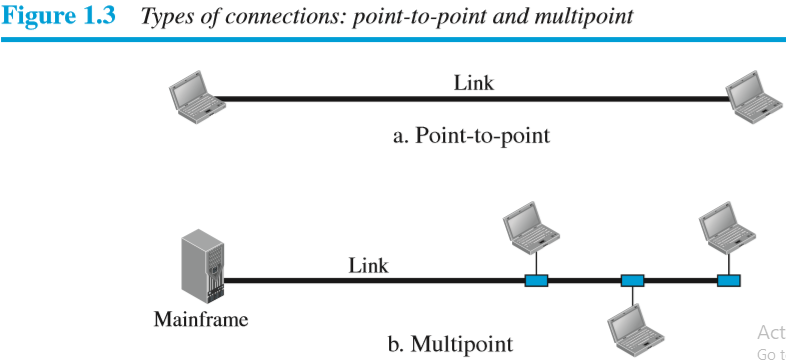 Figure 1.3 Types of connections: point-to-point and multipoint
Link
a. Point-to-point
Link
Mainframe
b. Multipoint
Act
Go t